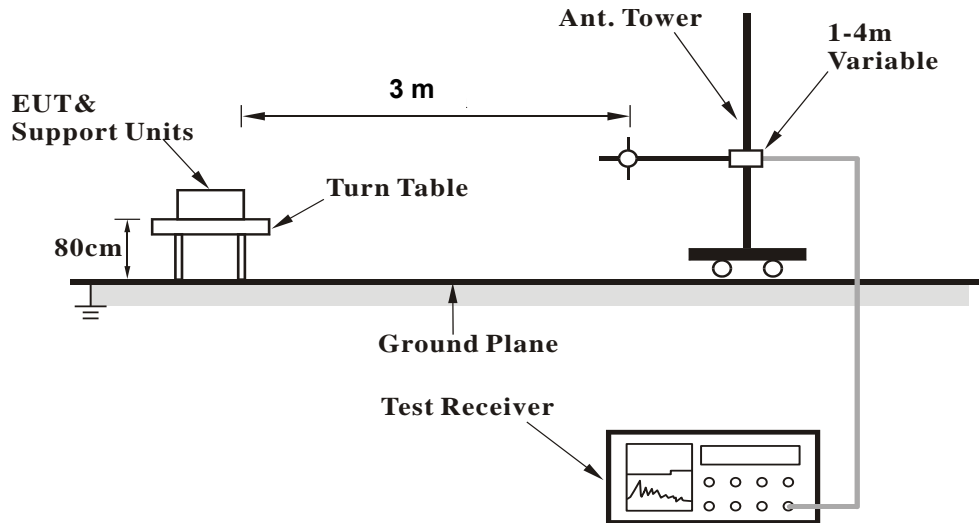 Ant. Tower
1-4m
Variable
3 m
EUT&
Support Units
Turn Table
80cm
Ground Plane
Test Receiver